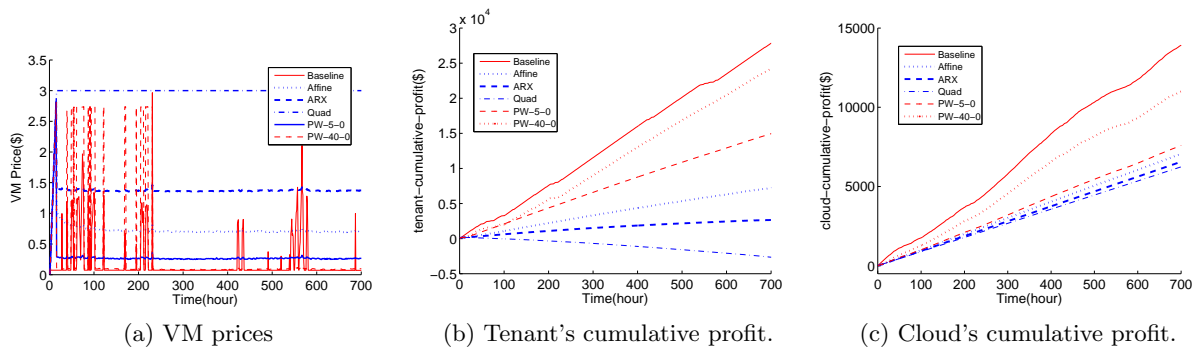 3.5
3
2.5
2
1.5
1
0.5
0
VM Price($)
0 100 200 300 400 500 600 700
Time(hour)
Baseline
Affine
ARX
Quad
PW-5-0
PW-40-0
(a) VM prices
x 10^4
3
2.5
2
1.5
1
0.5
0
−0.5
tenant−cumulative−profit($)
0 100 200 300 400 500 600 700
Time(hour)
Baseline
Affine
ARX
Quad
PW-5-0
PW-40-0
(b) Tenant's cumulative profit.
15000
10000
5000
0
cloud−cumulative−profit($)
0 100 200 300 400 500 600 700
Time(hour)
Baseline
Affine
ARX
Quad
PW-5-0
PW-40-0
(c) Cloud's cumulative profit.